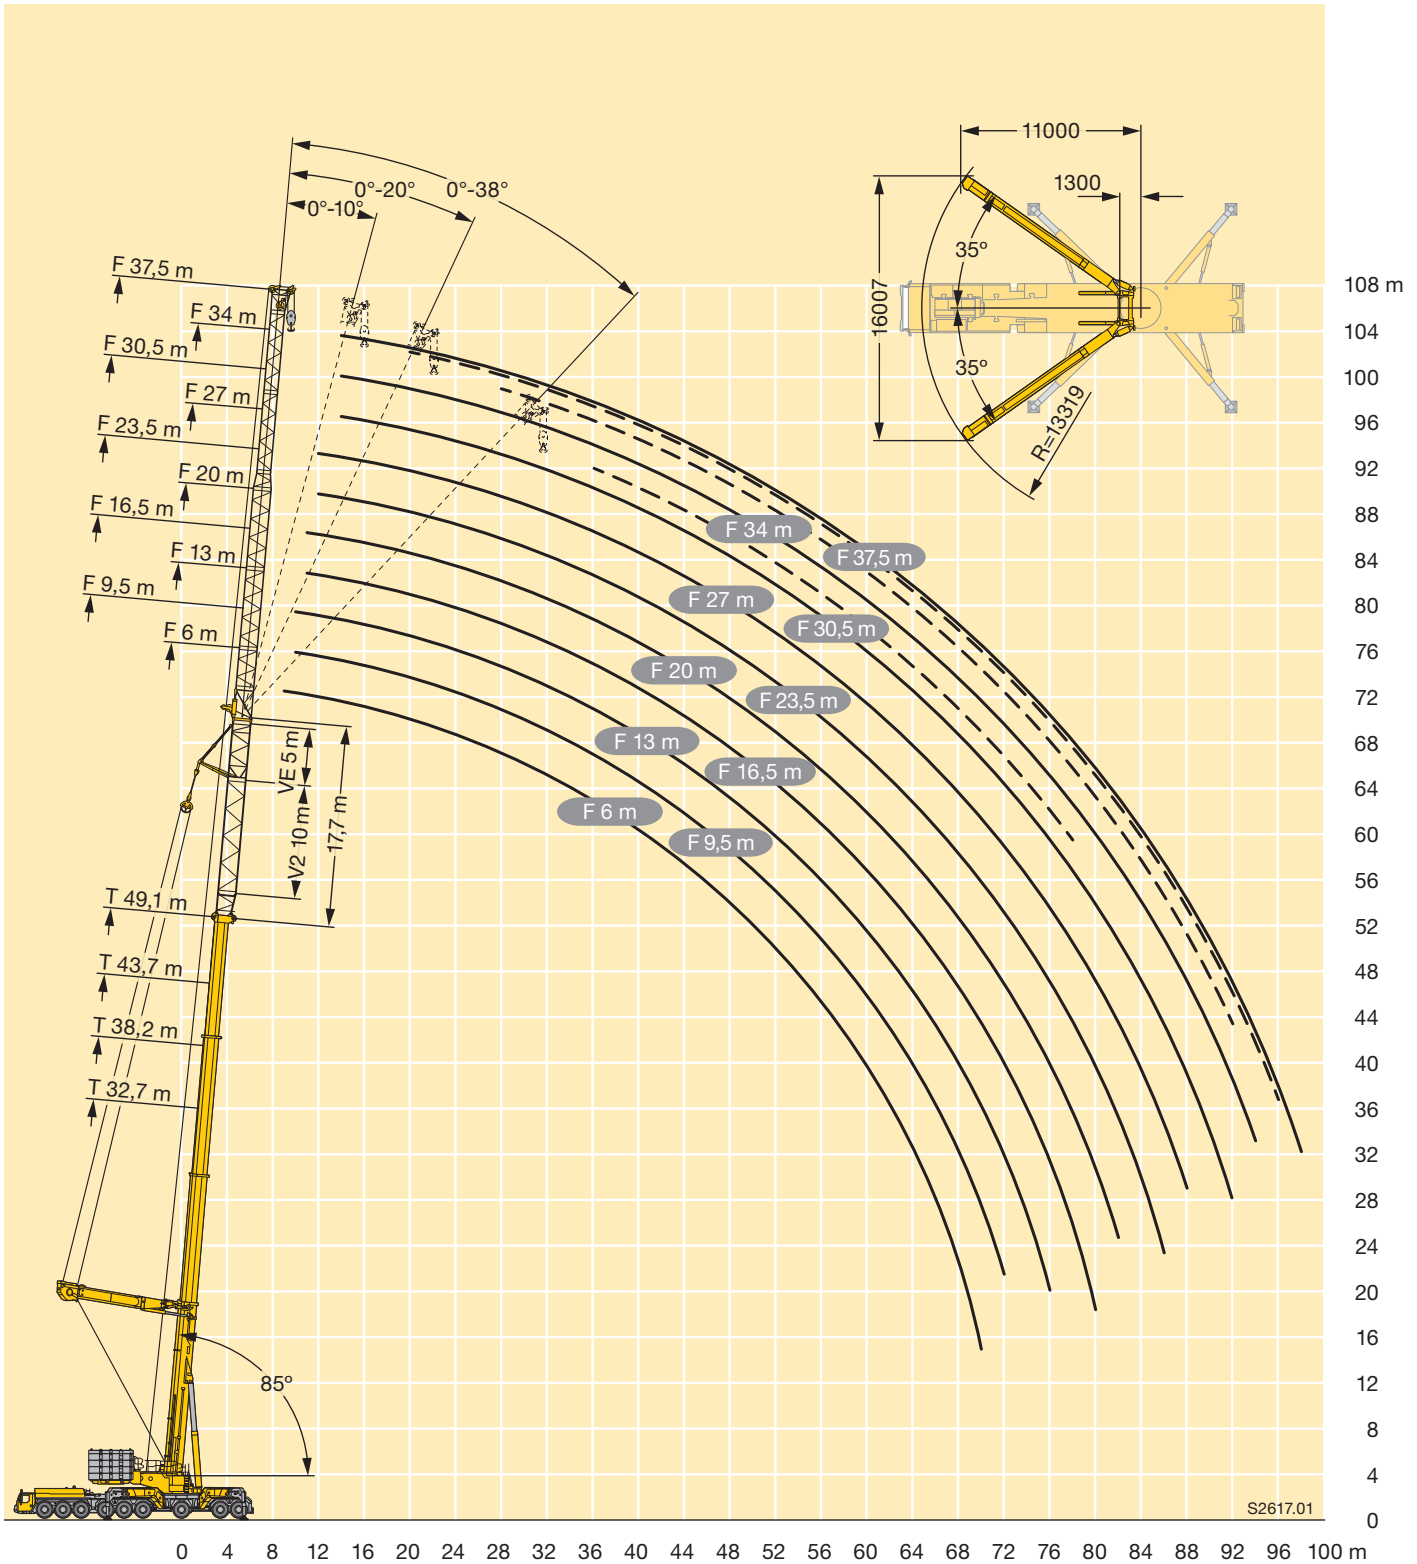 11000
0°-20°
0°-38°
1300
0°-10°
35°
F 37,5 m
108 m
F 34 m
16007
104
F 30,5 m
35°
100
F 27 m
R=13319
96
F 23,5 m
92
F 20 m
88
F 16,5 m
F 34 m
F 37,5 m
84
F 13 m
F 9,5 m
F 27 m
80
F 6 m
F 30,5 m
76
F 20 m
F 23,5 m
72
VE 5 m
F 13 m
68
F 16,5 m
64
V2 10 m
17,7 m
F 6 m
60
F 9,5 m
56
T 49,1 m
52
T 43,7 m
48
T 38,2 m
44
40
T 32,7 m
36
32
28
24
20
16
85°
12
8
4
S2617.01
0
0 4 8 12 16 20 24 28 32 36 40 44 48 52 56 60 64 68 72 76 80 84 88 92 96 100 m